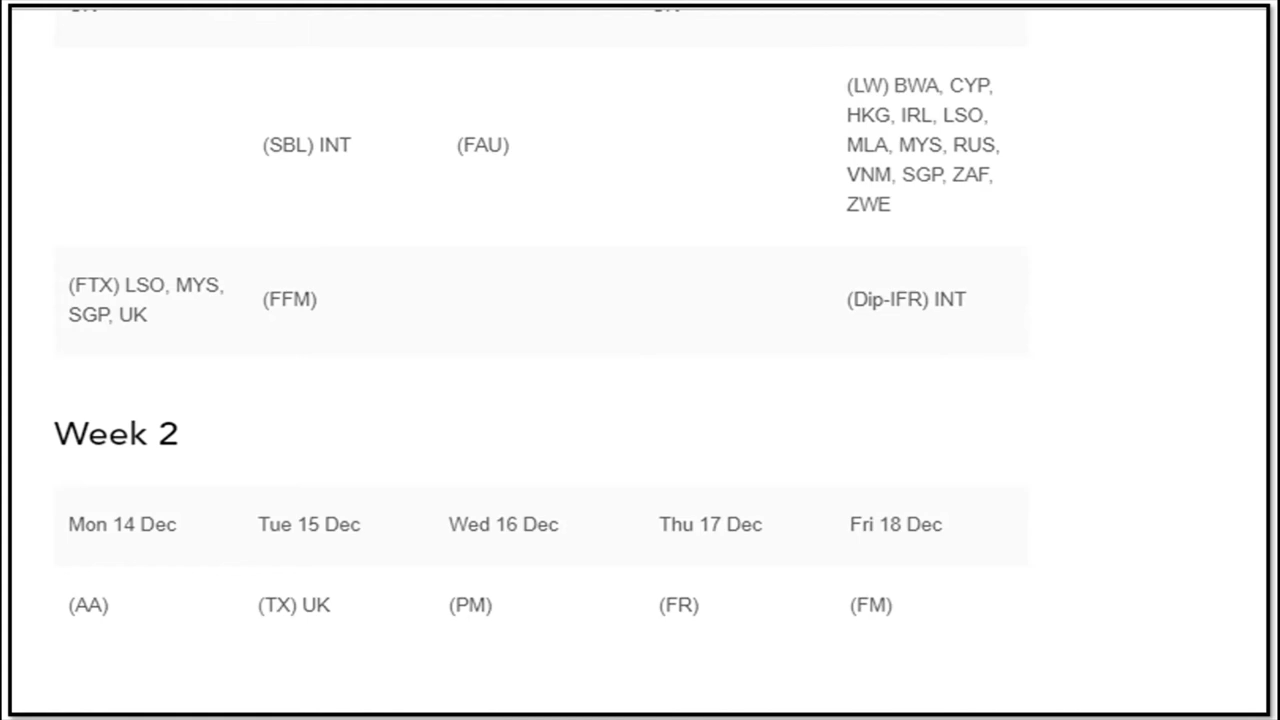 (SBL) INT
(FAU)
(LW) BWA, CYP,
HKG, IRL, LSO,
MLA, MYS, RUS,
VNM, SGP, ZAF,
ZWE
(FTX) LSO, MYS,
SGP, UK
(FFM)
(Dip-IFR) INT
Week 2
Mon 14 Dec
Tue 15 Dec
Wed 16 Dec
Thu 17 Dec
Fri 18 Dec
(AA)
(TX) UK
(PM)
(FR)
(FM)